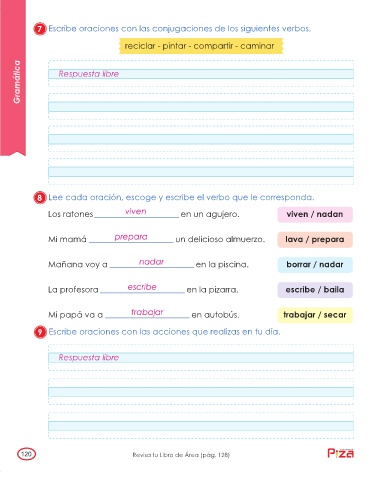 7 Escribe oraciones con las conjugaciones de los siguientes verbos.
reciclar - pintar - compartir - caminar
Gramática
Respuesta libre
8 Lee cada oración, escoge y escribe el verbo que le corresponda.
Los ratones viven en un agujero. viven / nadan
Mi mamá prepara un delicioso almuerzo. lava / prepara
Mañana voy a nadar en la piscina. borrar / nadar
La profesora escribe en la pizarra. escribe / baila
Mi papá va a trabajar en autobús. trabajar / secar
9 Escribe oraciones con las acciones que realizas en tu día.
Respuesta libre
120 Revisa tu Libro de Área (pág. 128) Piza